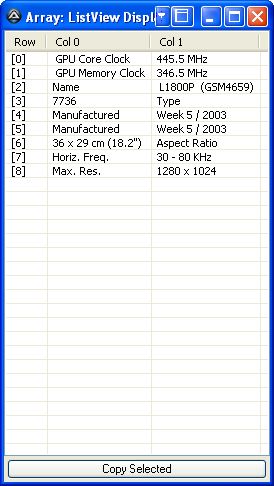 Array: ListView Displa
Row Col 0 Col 1
[0] GPU Core Clock 445.5 MHz
[1] GPU Memory Clock 346.5 MHz
[2] Name L1800P (GSM4659)
[3] 7736 Type
[4] Manufactured Week 5 / 2003
[5] Manufactured Week 5 / 2003
[6] 36 x 29 cm (18.2") Aspect Ratio
[7] Horiz. Freq. 30 - 80 KHz
[8] Max. Res. 1280 x 1024
Copy Selected